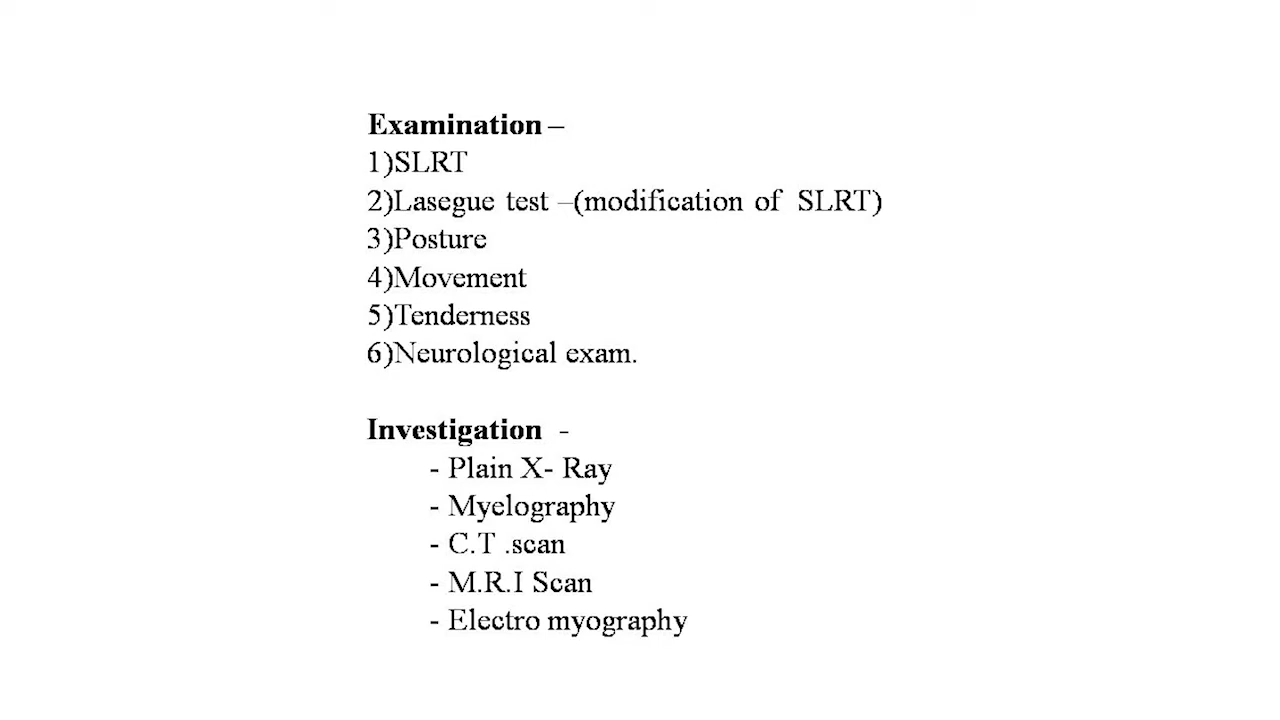 Examination –
1)SLRT
2)Lasegue test –(modification of SLRT)
3)Posture
4)Movement
5)Tenderness
6)Neurological exam.
Investigation -
- Plain X- Ray
- Myelography
- C.T .scan
- M.R.I Scan
- Electro myography